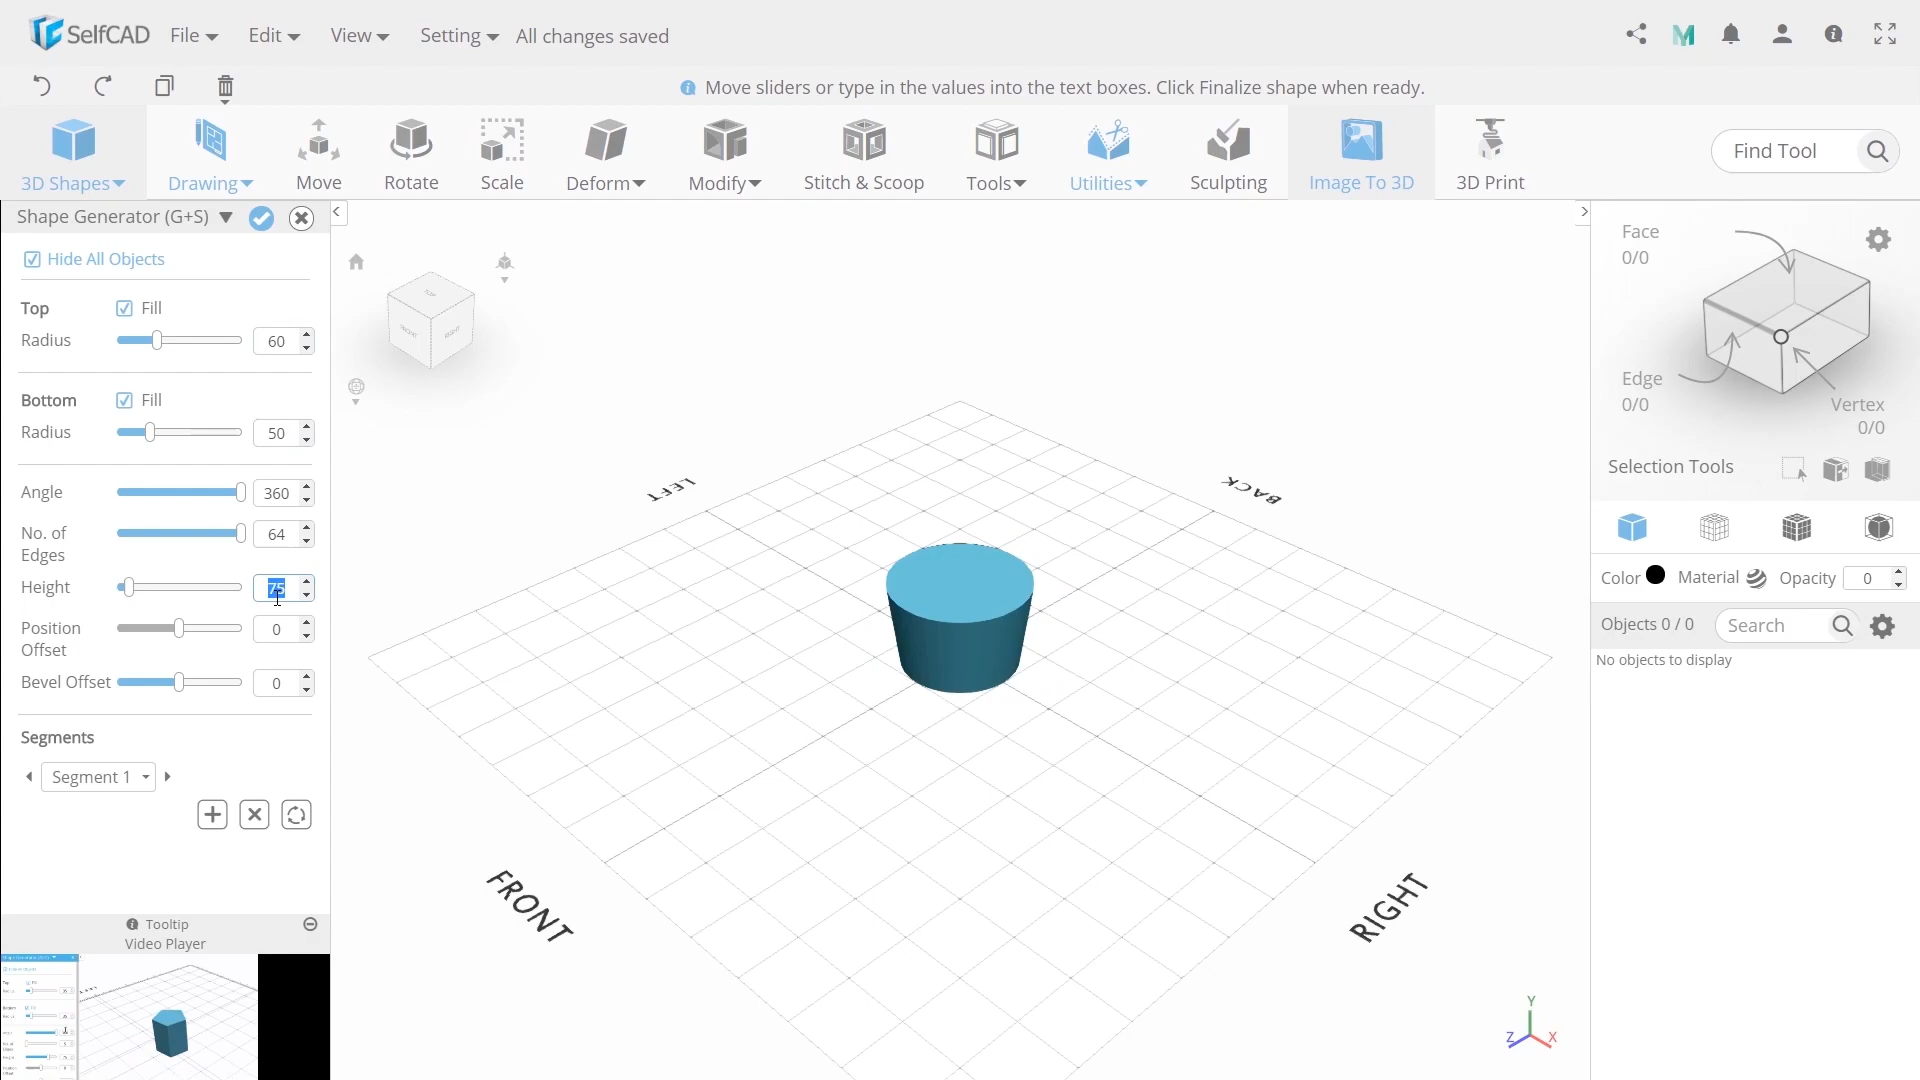 SelfCAD File Edit View Setting All changes saved
Move sliders or type in the values into the text boxes. Click Finalize shape when ready.
3D Shapes Drawing Move Rotate Scale Deform Modify Stitch & Scoop Tools Utilities Sculpting Image To 3D 3D Print
Find Tool
Shape Generator (G+S)
Hide All Objects
Top Fill
Radius 60
Bottom Fill
Radius 50
Angle 360
No. of
Edges 64
Height 75
Position
Offset 0
Bevel Offset 0
Segments
Segment 1
Tooltip
Video Player
TOP
FRONT
RIGHT
LEFT
BACK
FRONT
RIGHT
Y
Z
X
Face
0/0
Edge
0/0
Vertex
0/0
Selection Tools
Color Material Opacity 0
Objects 0 / 0 Search
No objects to display